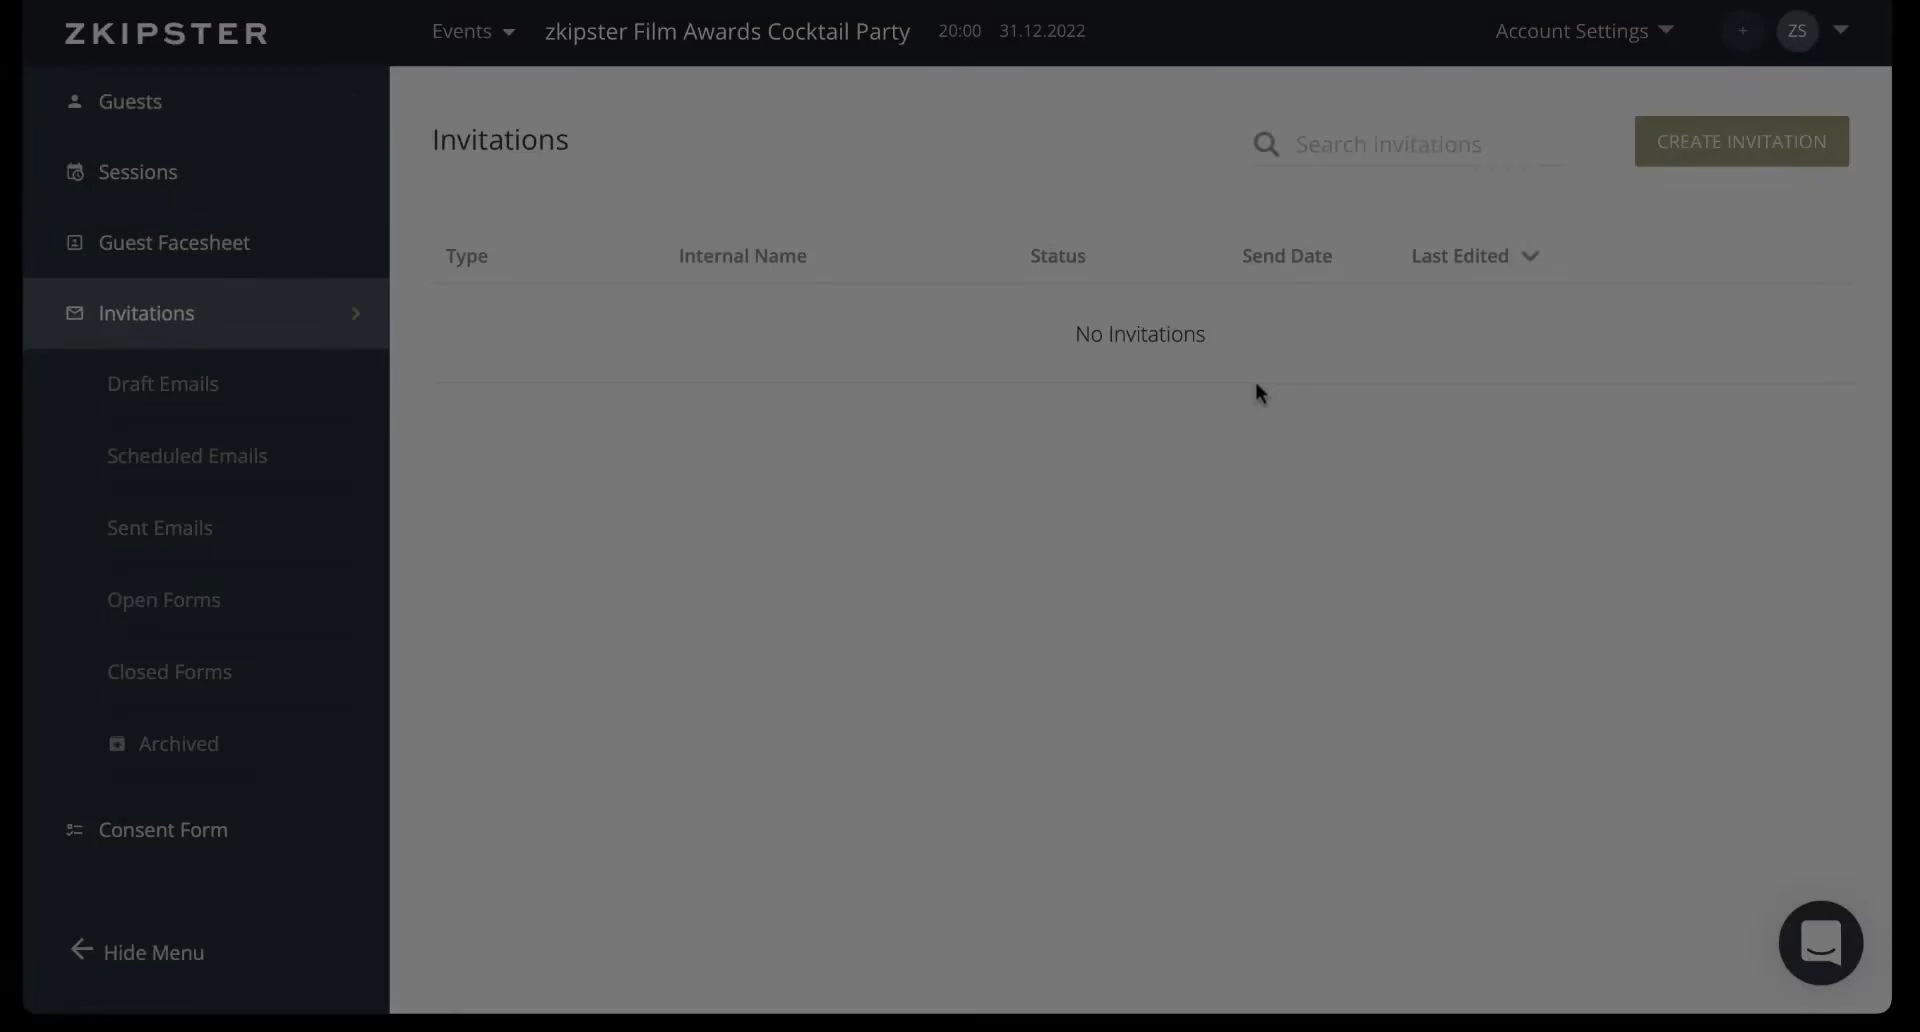 ZKIPSTER
Events
zkipster Film Awards Cocktail Party
20:00
31.12.2022
Account Settings
+
ZS
Guests
Sessions
Guest Facesheet
Invitations
Draft Emails
Scheduled Emails
Sent Emails
Open Forms
Closed Forms
Archived
Consent Form
Hide Menu
Invitations
Search Invitations
CREATE INVITATION
Type
Internal Name
Status
Send Date
Last Edited
No Invitations